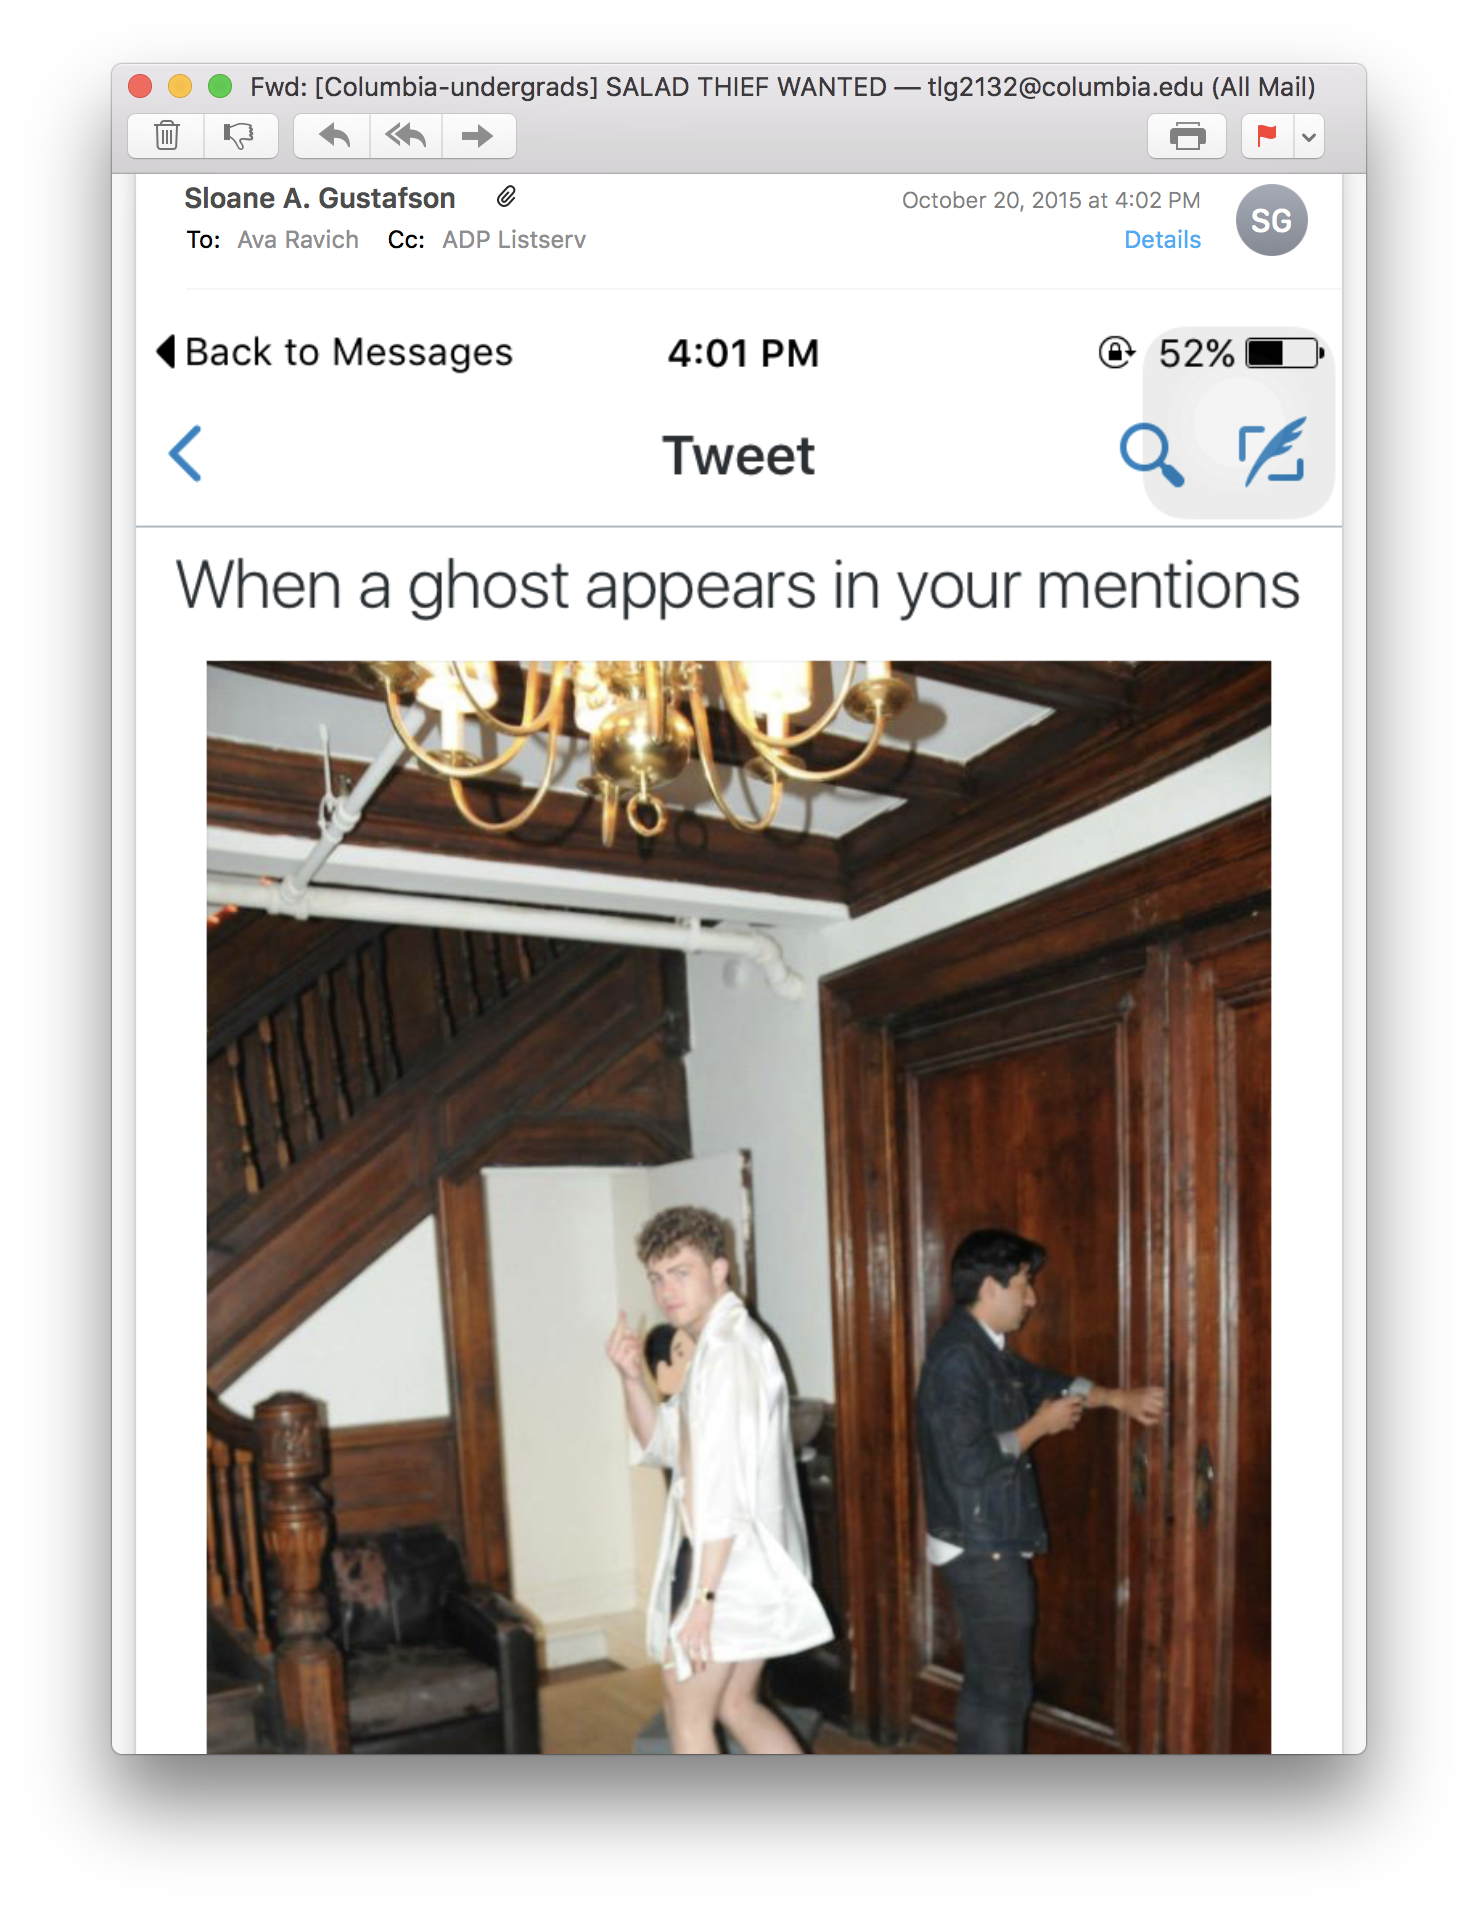 Fwd: [Columbia-undergrads] SALAD THIEF WANTED — tlg2132@columbia.edu (All Mail)
Sloane A. Gustafson
October 20, 2015 at 4:02 PM
SG
To: Ava Ravich Cc: ADP Listserv
Details
Back to Messages 4:01 PM 52%
Tweet
When a ghost appears in your mentions